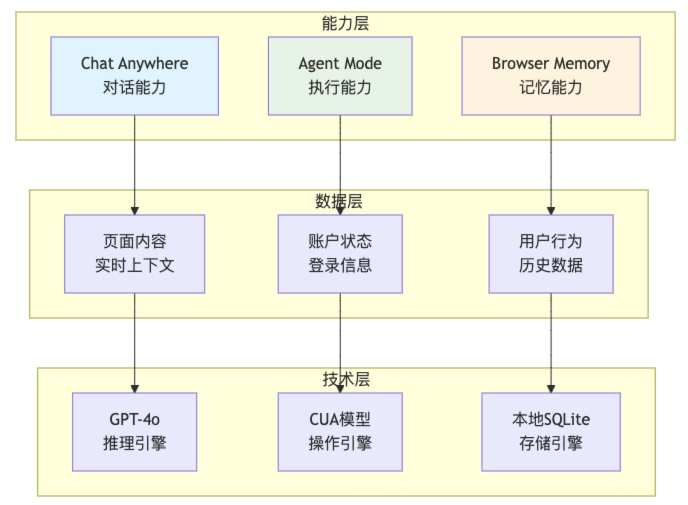 能力层
Chat Anywhere
对话能力
Agent Mode
执行能力
Browser Memory
记忆能力
数据层
页面内容
实时上下文
账户状态
登录信息
用户行为
历史数据
技术层
GPT-4o
推理引擎
CUA模型
操作引擎
本地SQLite
存储引擎